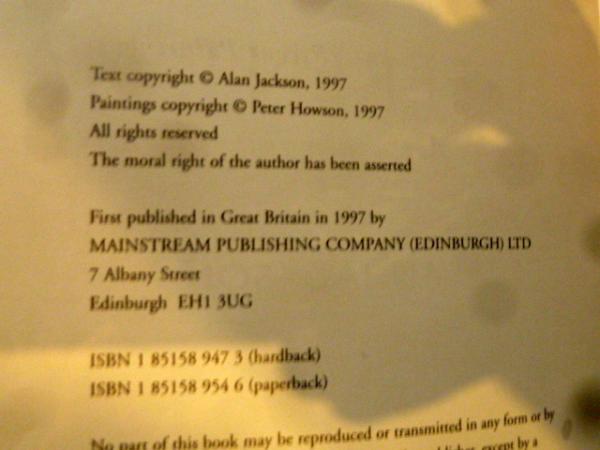 Text copyright © Alan Jackson, 1997
Paintings copyright © Peter Howson, 1997
All rights reserved
The moral right of the author has been asserted
First published in Great Britain in 1997 by
MAINSTREAM PUBLISHING COMPANY (EDINBURGH) LTD
7 Albany Street
Edinburgh EH1 3UG
ISBN 1 85158 947 3 (hardback)
ISBN 1 85158 954 6 (paperback)
No part of this book may be reproduced or transmitted in any form or by
except by a